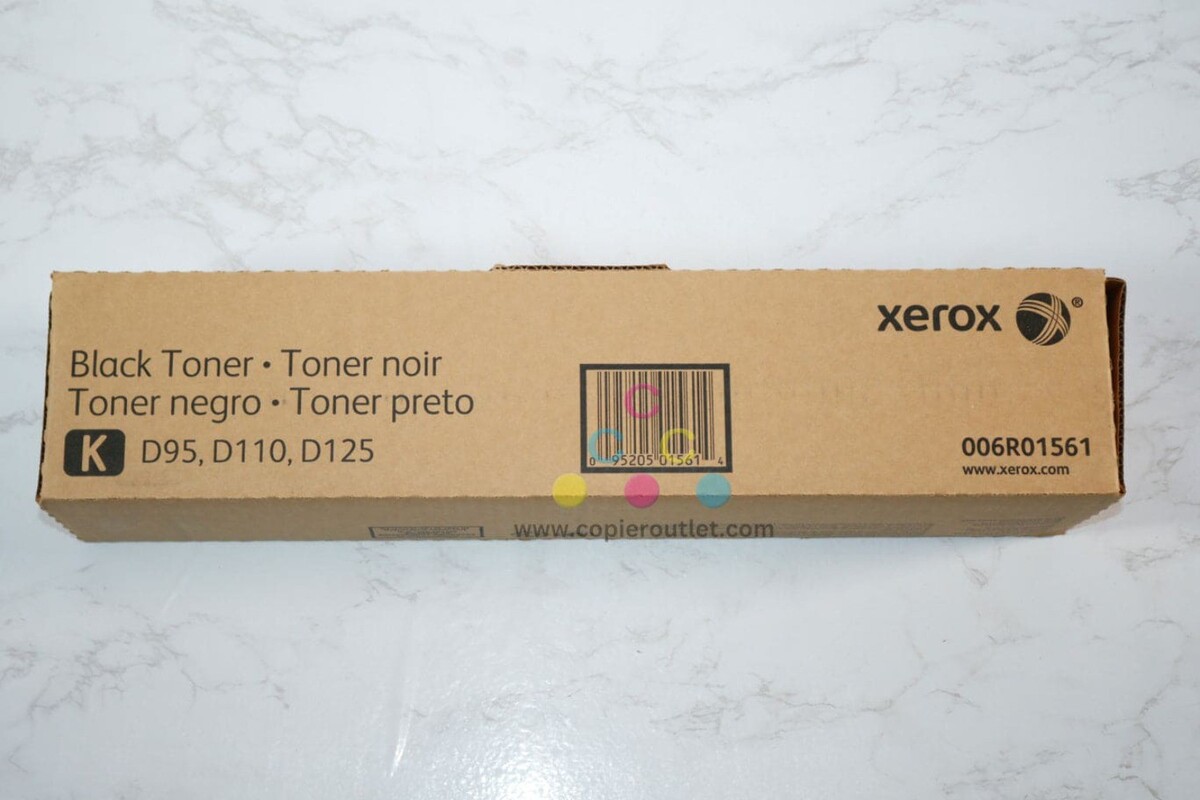 xerox ®
Black Toner • Toner noir
Toner negro • Toner preto
K D95, D110, D125
C
C C
0 95205 01561 4
006R01561
www.xerox.com
www.copieroutlet.com